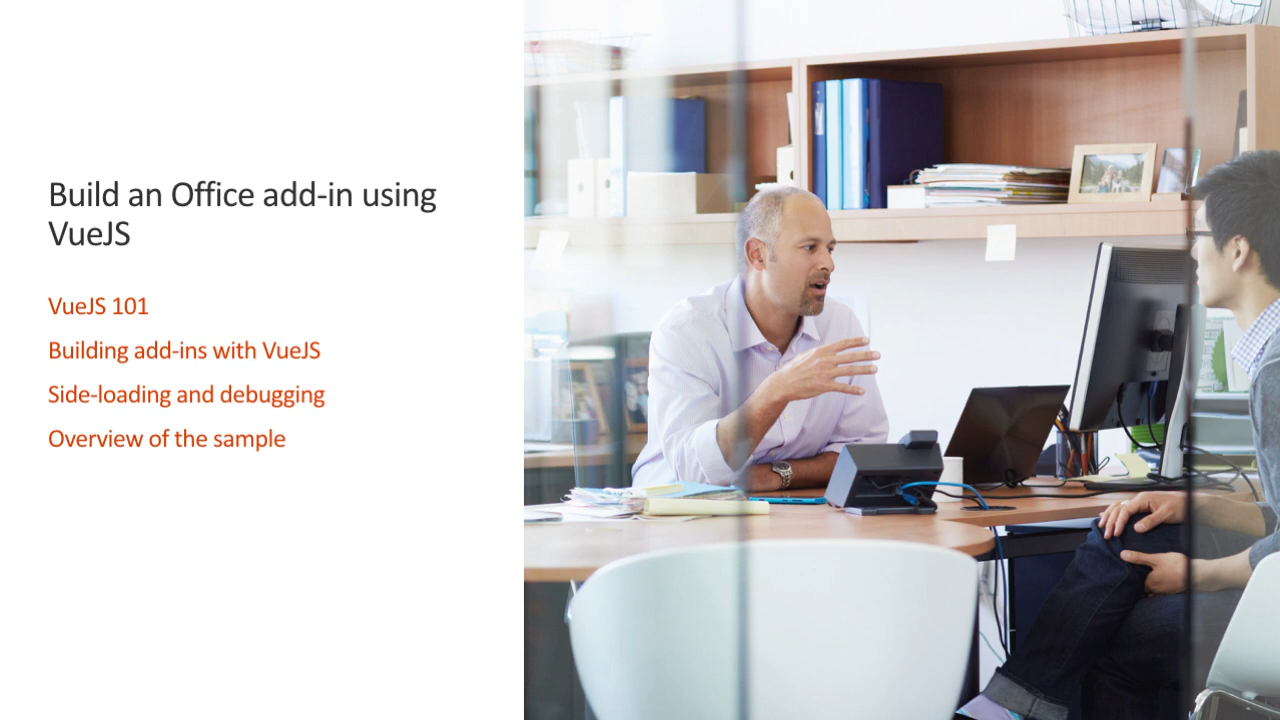 Build an Office add-in using
VueJS
VueJS 101
Building add-ins with VueJS
Side-loading and debugging
Overview of the sample